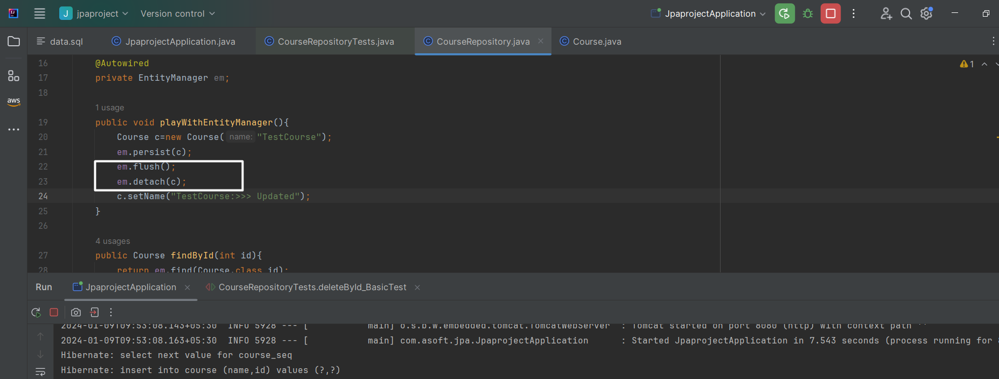 J jpaproject Version control JpaprojectApplication
data.sql JpaprojectApplication.java CourseRepositoryTests.java CourseRepository.java Course.java
16 @Autowired
1
17 private EntityManager em;
18
aws
1 usage
19 public void playWithEntityManager(){
20 Course c=new Course( name: "TestCourse");
21 em.persist(c);
22 em.flush();
23 em.detach(c);
24 c.setName("TestCourse:>>> Updated");
25 }
26
4 usages
27 public Course findById(int id){
28 return em.find(Course.class,id);
Run JpaprojectApplication CourseRepositoryTests.deleteById_BasicTest
2024-01-09T09:53:08.143+05:30 INFO 5928 --- [ main] o.s.b.w.embedded.tomcat.TomcatWebServer : Tomcat started on port 8080 (http) with context path ''
2024-01-09T09:53:08.163+05:30 INFO 5928 --- [ main] com.asoft.jpa.JpaprojectApplication : Started JpaprojectApplication in 7.543 seconds (process running for
Hibernate: select next value for course_seq
Hibernate: insert into course (name,id) values (?,?)